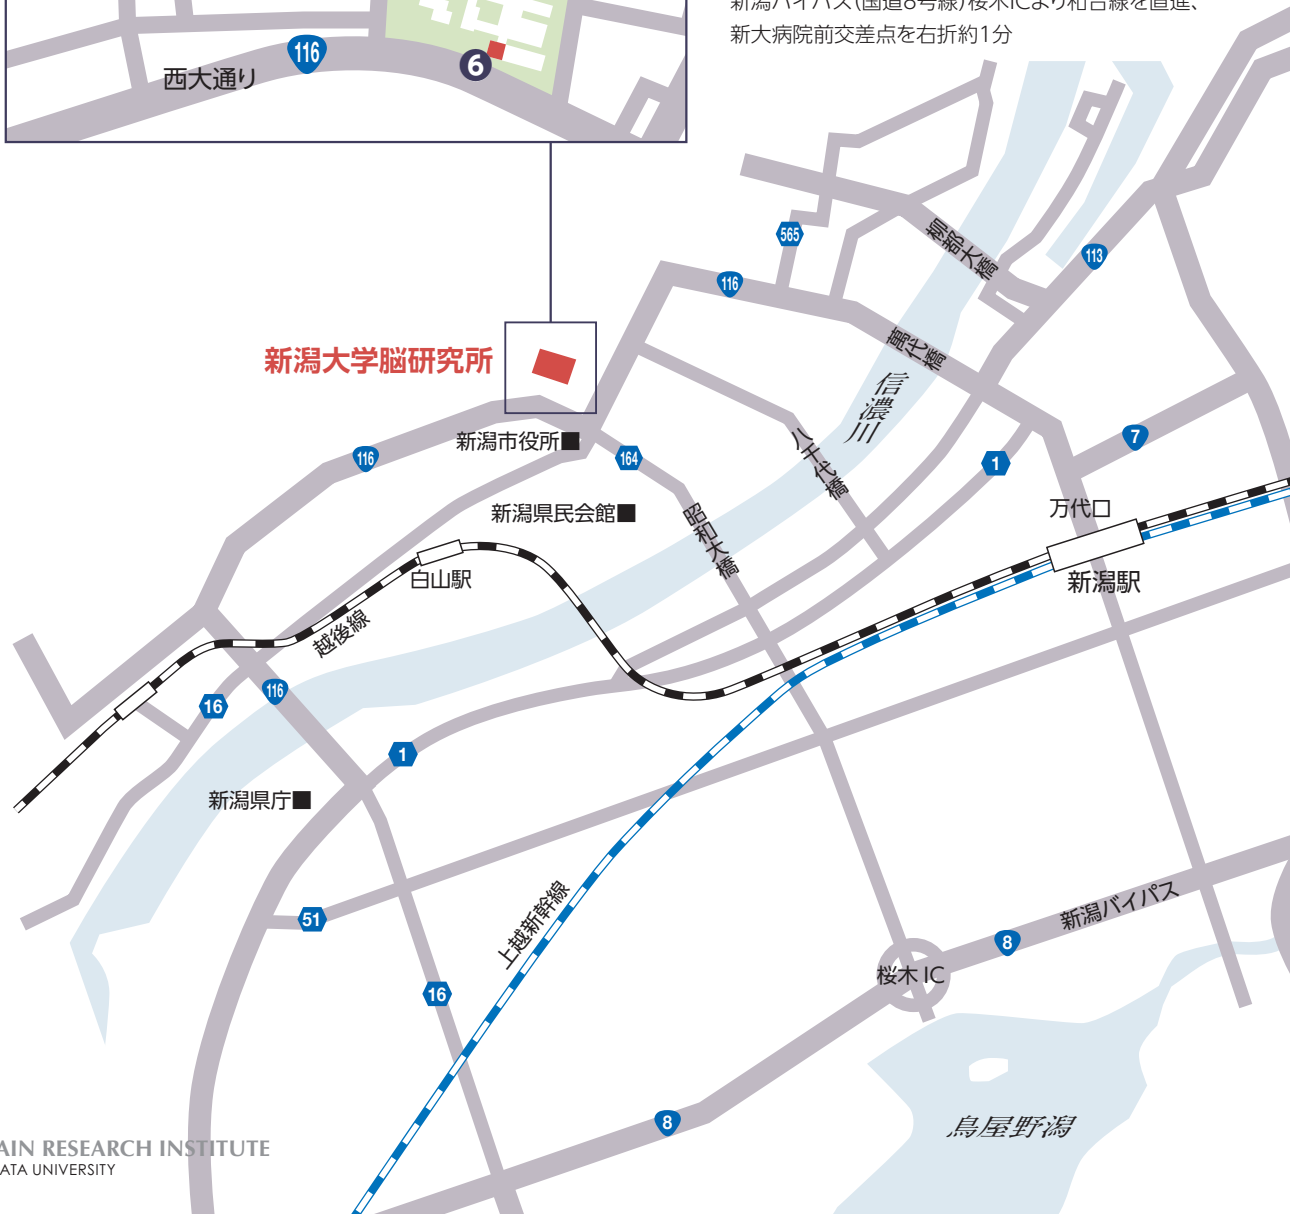 新潟バイパス(国道8号線)桜木ICより和合線を直進、
新大病院前交差点を右折約1分
116
西大通り
6
565
柳都大橋
113
116
萬代橋
新潟大学脳研究所
信濃川
新潟市役所■
116
164
八千代橋
7
1
新潟県民会館■
昭和大橋
万代口
白山駅
新潟駅
越後線
16
116
1
新潟県庁■
上越新幹線
51
新潟バイパス
8
桜木 IC
16
8
鳥屋野潟
AIN RESEARCH INSTITUTE
ATA UNIVERSITY